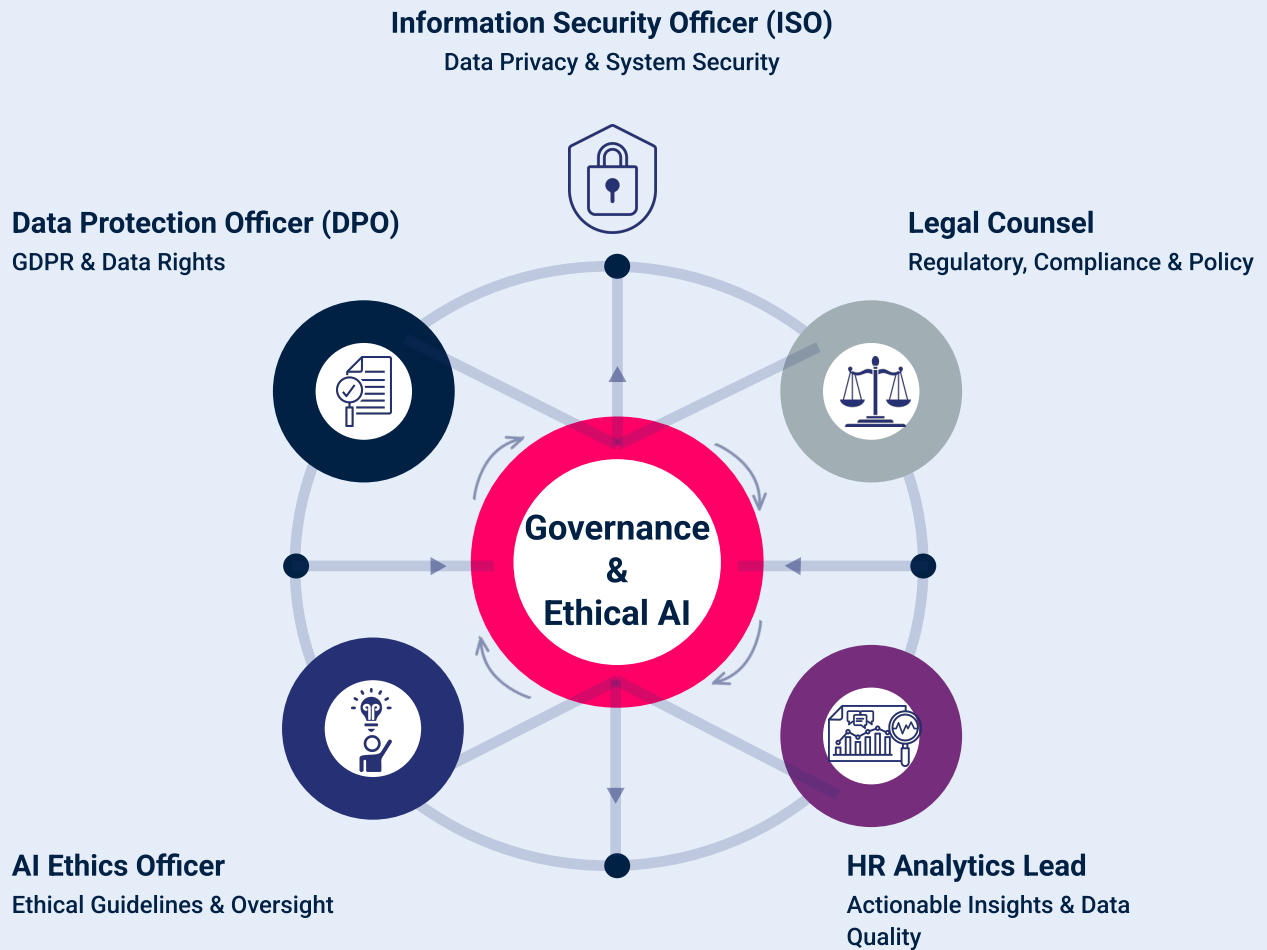 Information Security Officer (ISO)
Data Privacy & System Security
Data Protection Officer (DPO)
GDPR & Data Rights
Legal Counsel
Regulatory, Compliance & Policy
Governance
&
Ethical AI
AI Ethics Officer
Ethical Guidelines & Oversight
HR Analytics Lead
Actionable Insights & Data
Quality